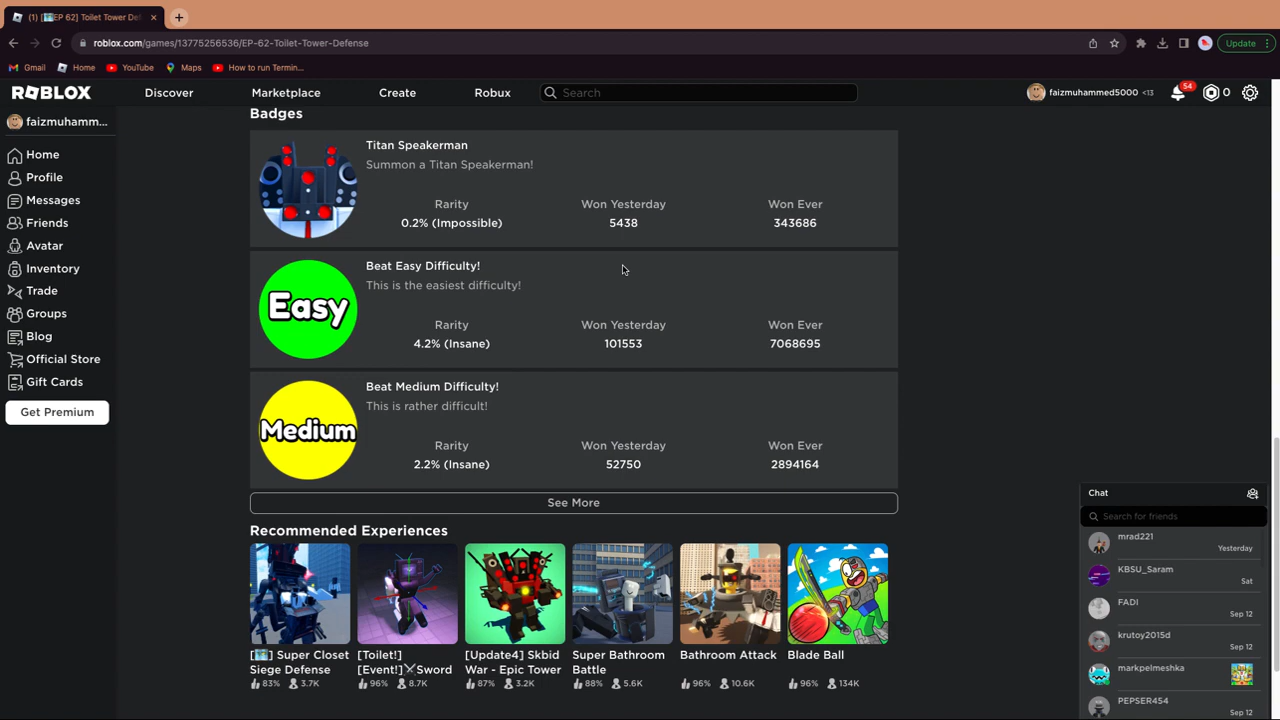 (1) [EP 62] Toilet Tower De
roblox.com/games/13775256536/EP-62-Toilet-Tower-Defense
Update
Gmail
Home
YouTube
Maps
How to run Termin...
ROBLOX
Discover
Marketplace
Create
Robux
Search
faizmuhammed5000
<13
54
0
faizmuhamm...
Home
Profile
Messages
Friends
Avatar
Inventory
Trade
Groups
Blog
Official Store
Gift Cards
Get Premium
Badges
Titan Speakerman
Summon a Titan Speakerman!
Rarity Won Yesterday Won Ever
0.2% (Impossible) 5438 343686
Easy
Beat Easy Difficulty!
This is the easiest difficulty!
Rarity Won Yesterday Won Ever
4.2% (Insane) 101553 7068695
Medium
Beat Medium Difficulty!
This is rather difficult!
Rarity Won Yesterday Won Ever
2.2% (Insane) 52750 2894164
See More
Recommended Experiences
[] Super Closet
Siege Defense
83% 3.7K
[Toilet!]
[Event!]⚔Sword
96% 8.7K
[Update4] Skbid
War - Epic Tower
87% 3.2K
Super Bathroom
Battle
88% 5.6K
Bathroom Attack
96% 10.6K
Blade Ball
96% 134K
Chat
Search for friends
mrad221
Yesterday
KBSU_Saram
Sat
FADI
Sep 12
krutoy2015d
Sep 12
markpelmeshka
Sep 12
PEPSER454
Sep 12